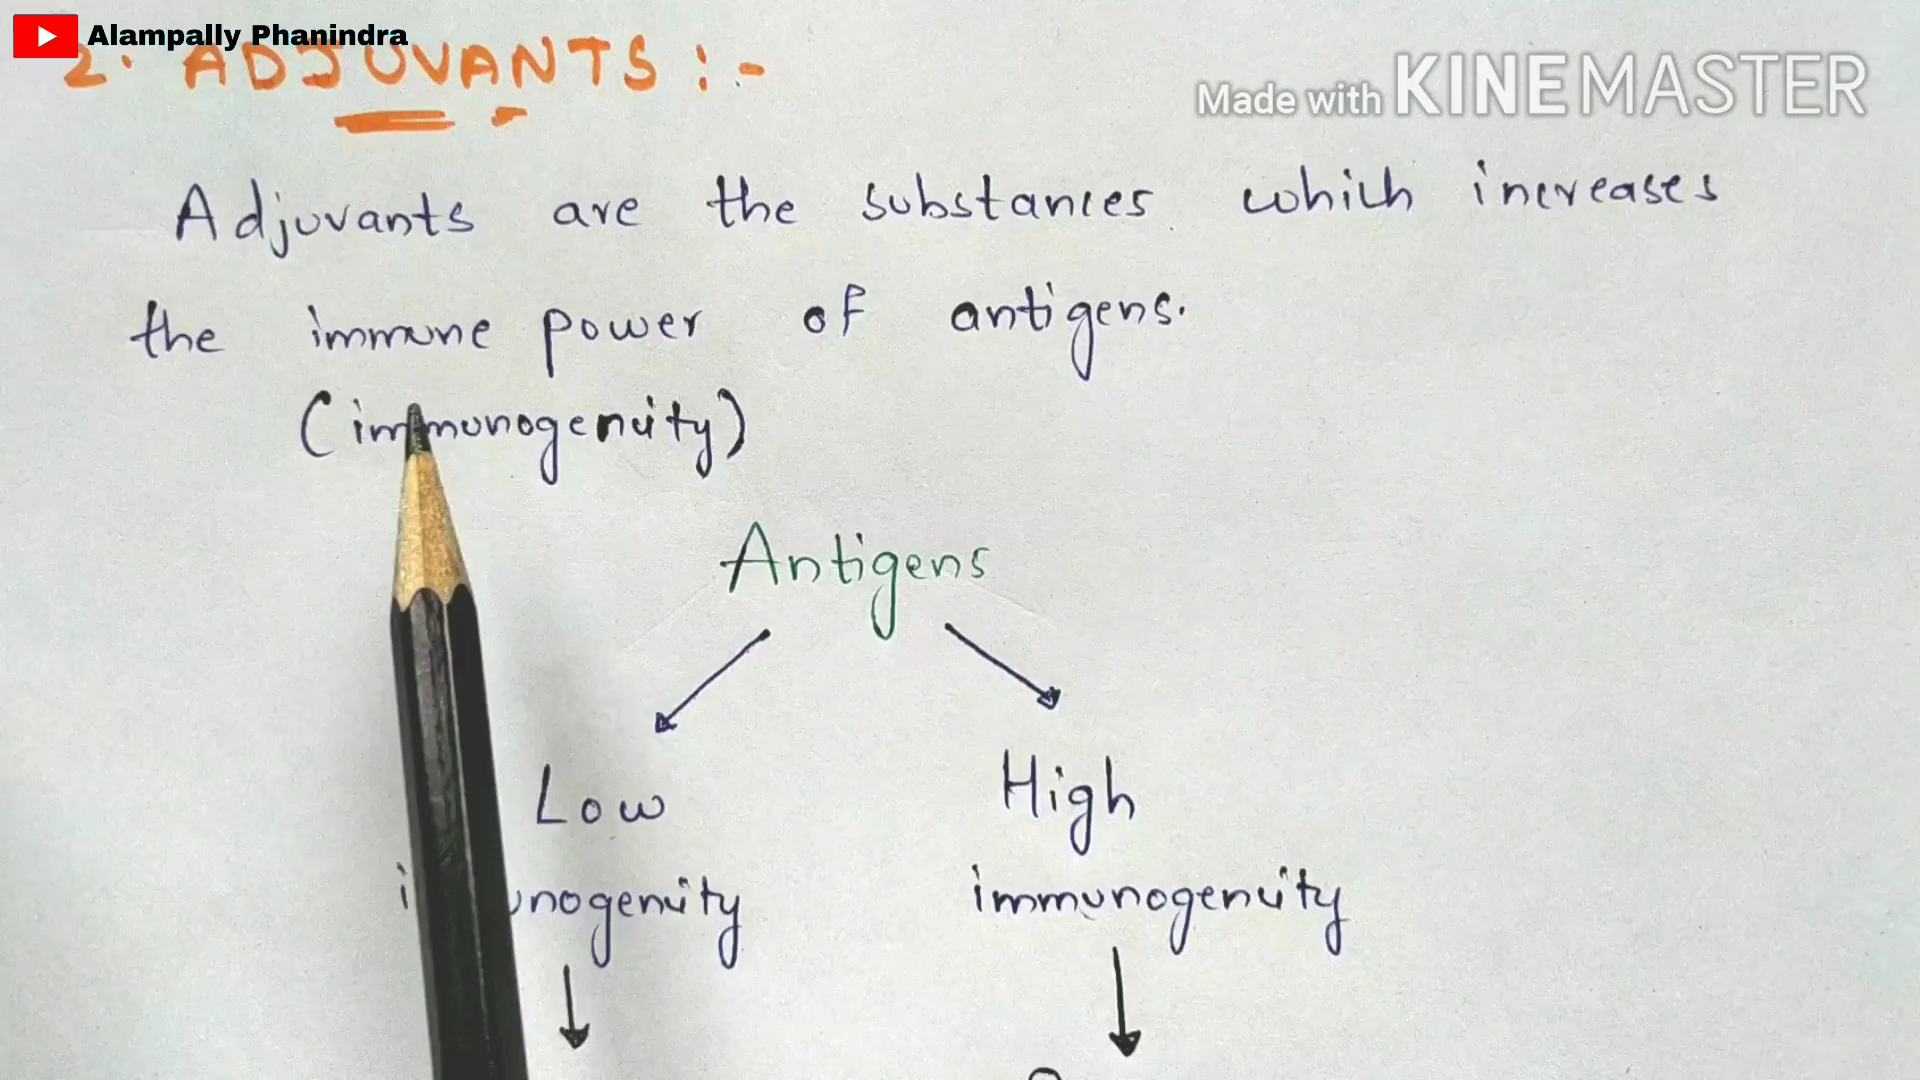 Alampally Phanindra
Made with KINEMASTER
2. ADJUVANTS :-
Adjuvants are the substances which increases
the immune power of antigens.
(immunogenicity)
Antigens
Low High
immunogenicity